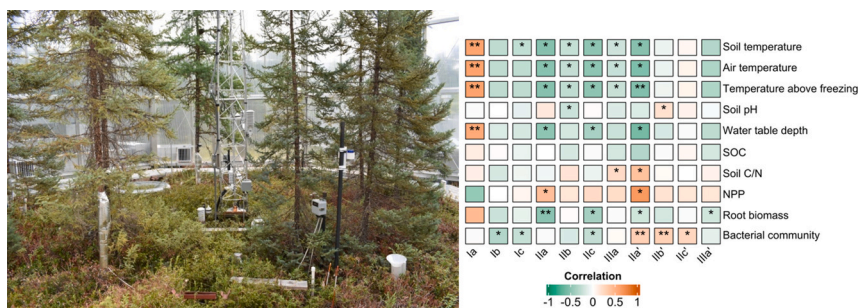 ** * * * * * * Soil temperature
** * * * * * Air temperature
** * * * * ** Temperature above freezing
* * Soil pH
** * * * Water table depth
SOC
* * Soil C/N
* * NPP
** * * * Root biomass
* * * * ** ** * Bacterial community
Ia Ib Ic IIa IIb IIc IIIa IIa' IIb' IIc' IIIa'
Correlation
-1 -0.5 0 0.5 1